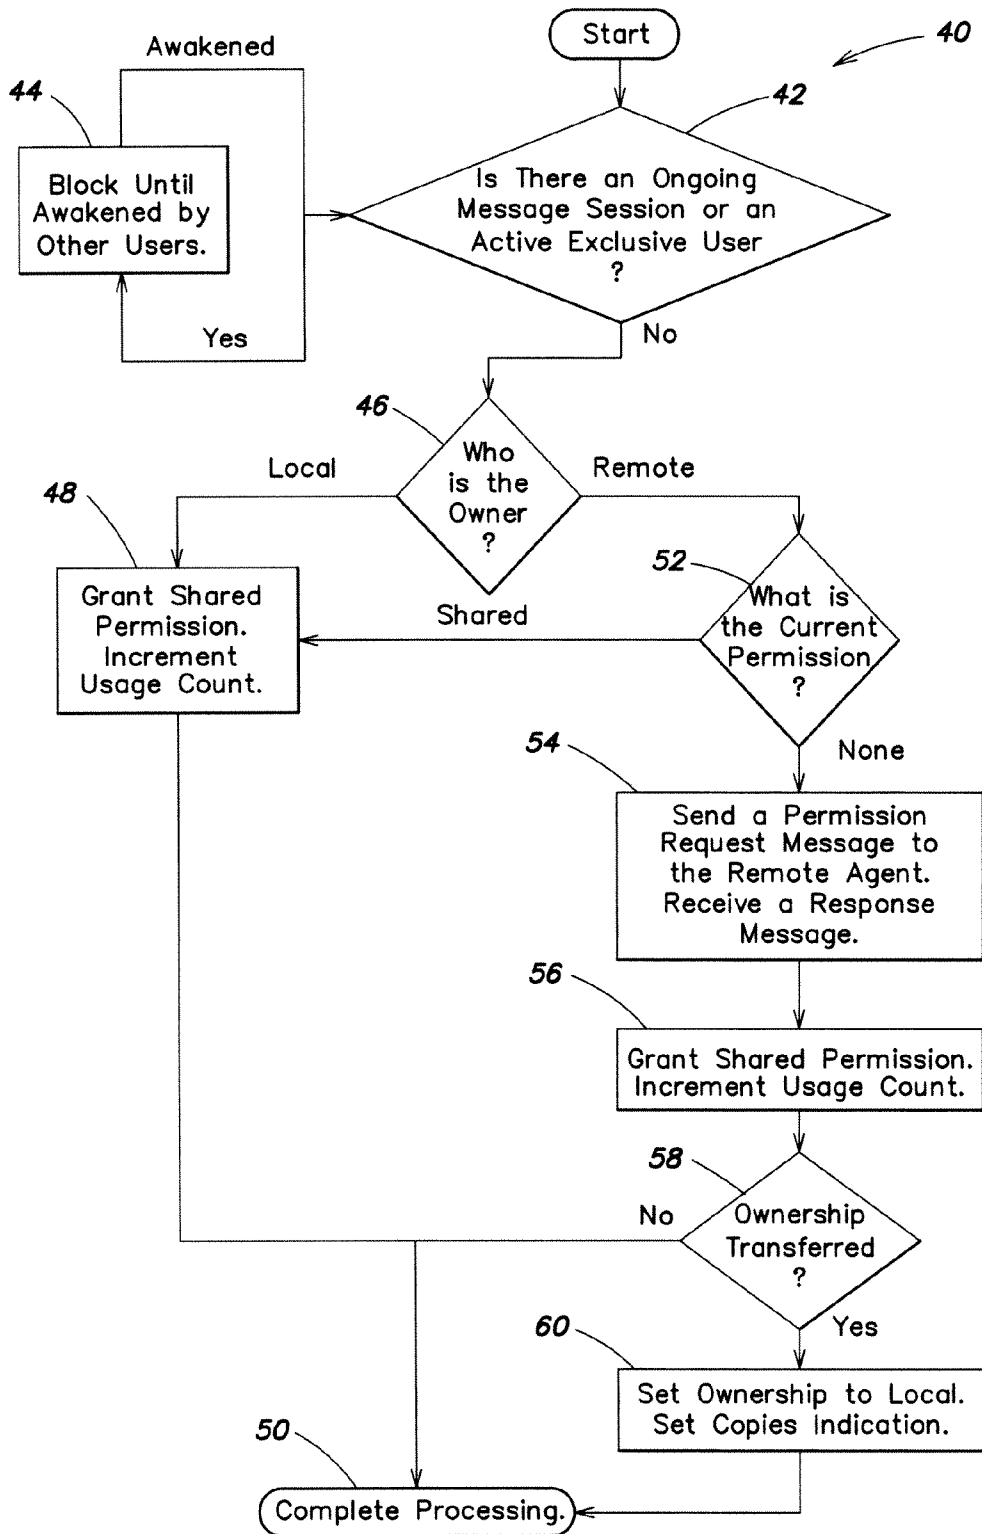 Start
40
Awakened
44
42
Block Until
Awakened by
Other Users.
Is There an Ongoing
Message Session or an
Active Exclusive User
?
Yes
No
46
Who
is the
Owner
?
Local
Remote
48
Grant Shared
Permission.
Increment
Usage Count.
52
What is
the Current
Permission
?
Shared
None
54
Send a Permission
Request Message to
the Remote Agent.
Receive a Response
Message.
56
Grant Shared Permission.
Increment Usage Count.
58
Ownership
Transferred
?
No
Yes
60
Set Ownership to Local.
Set Copies Indication.
50
Complete Processing.